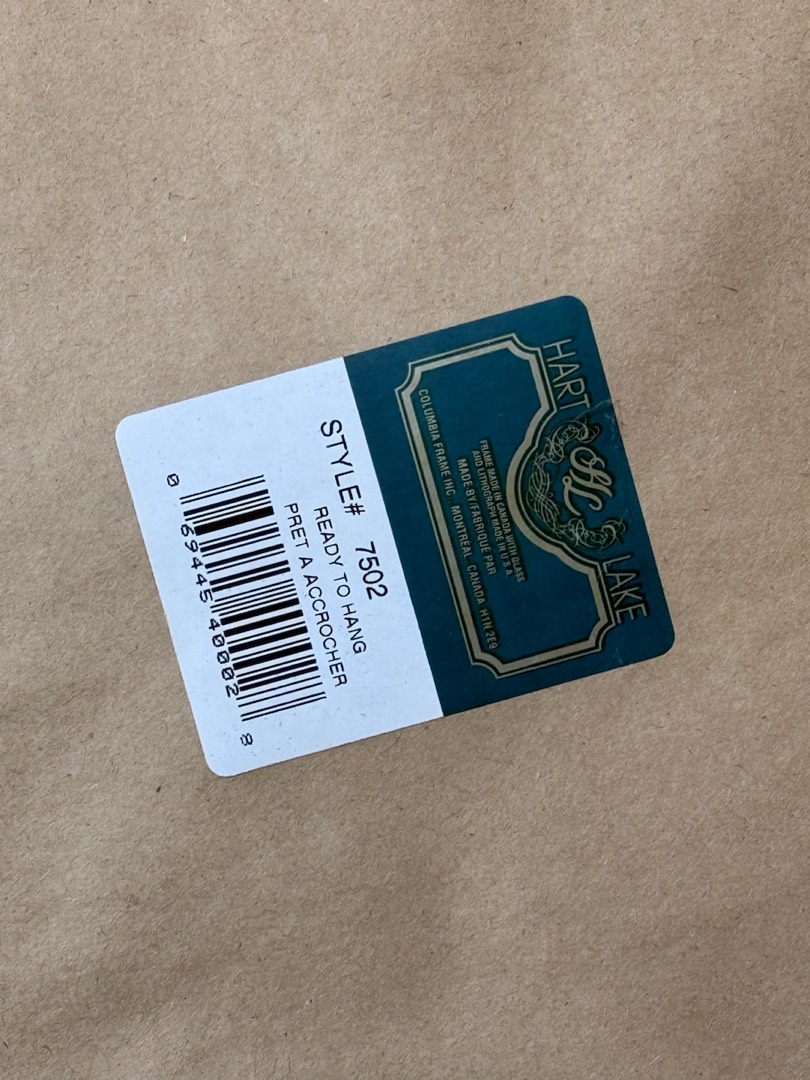 HART LAKE
HL
FRAME MADE IN CANADA WITH GLASS
AND LITHOGRAPH MADE IN U S A
MADE BY/FABRIQUE PAR
COLUMBIA FRAME INC. MONTREAL, CANADA H1N 2E9
STYLE# 7502
READY TO HANG
PRET A ACCROCHER
0 69445 40002 8